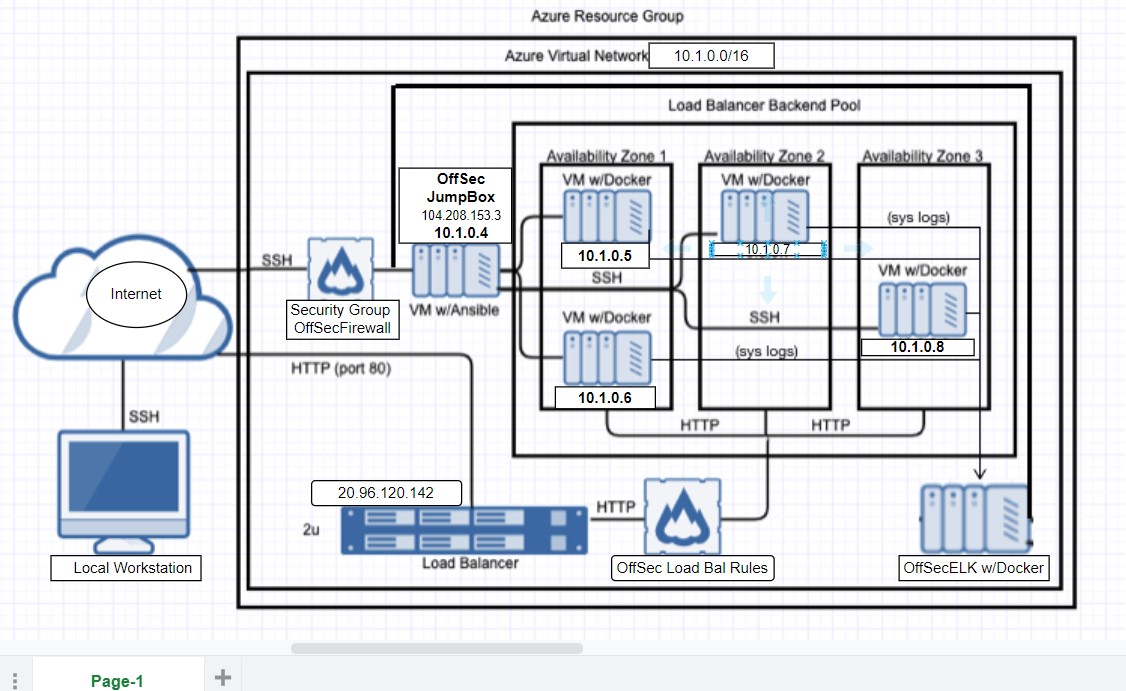 Azure Resource Group
Azure Virtual Network 10.1.0.0/16
Load Balancer Backend Pool
Availability Zone 1
Availability Zone 2
Availability Zone 3
VM w/Docker
VM w/Docker
OffSec
JumpBox
104.208.153.3
10.1.0.4
(sys logs)
10.1.0.5
10.1.0.7
SSH
SSH
VM w/Docker
Internet
Security Group
OffSecFirewall
VM w/Ansible
VM w/Docker
SSH
10.1.0.8
(sys logs)
HTTP (port 80)
10.1.0.6
SSH
HTTP
HTTP
20.96.120.142
HTTP
2u
Load Balancer
Local Workstation
OffSec Load Bal Rules
OffSecELK w/Docker
Page-1